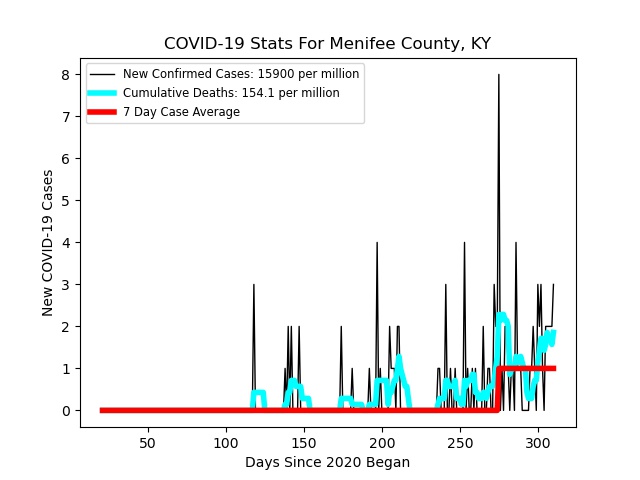 COVID-19 Stats For Menifee County, KY
New Confirmed Cases: 15900 per million
Cumulative Deaths: 154.1 per million
7 Day Case Average
New COVID-19 Cases
8
7
6
5
4
3
2
1
0
50 100 150 200 250 300
Days Since 2020 Began